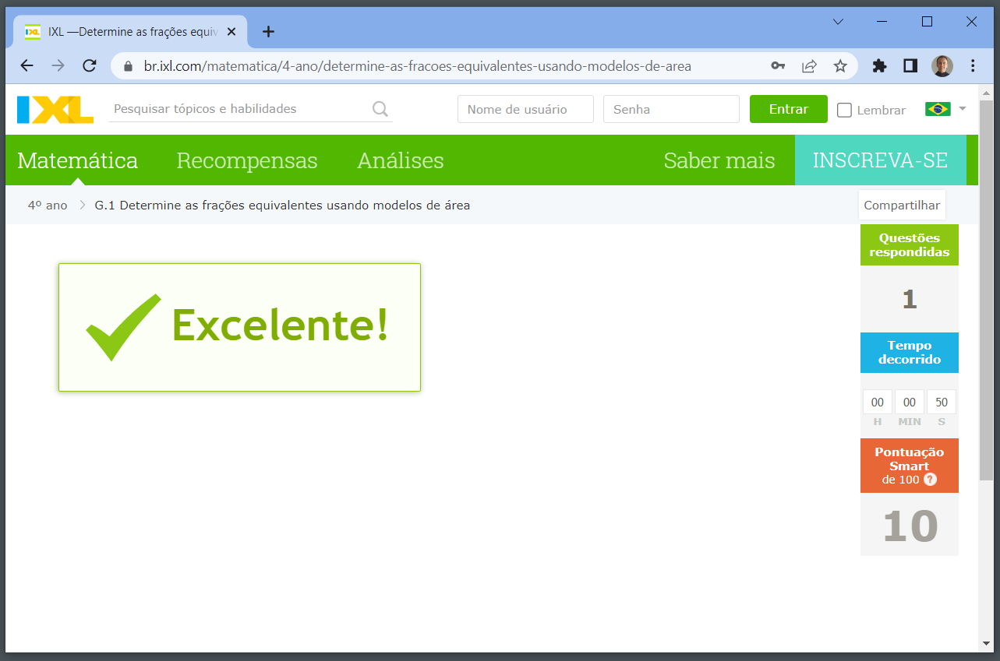 IXL —Determine as frações equiv
br.ixl.com/matematica/4-ano/determine-as-fracoes-equivalentes-usando-modelos-de-area
IXL
Pesquisar tópicos e habilidades
Nome de usuário
Senha
Entrar
Lembrar
Matemática
Recompensas
Análises
Saber mais
INSCREVA-SE
4º ano
G.1 Determine as frações equivalentes usando modelos de área
Compartilhar
Excelente!
Questões
respondidas
1
Tempo
decorrido
00 00 50
H MIN S
Pontuação
Smart
de 100 ?
10